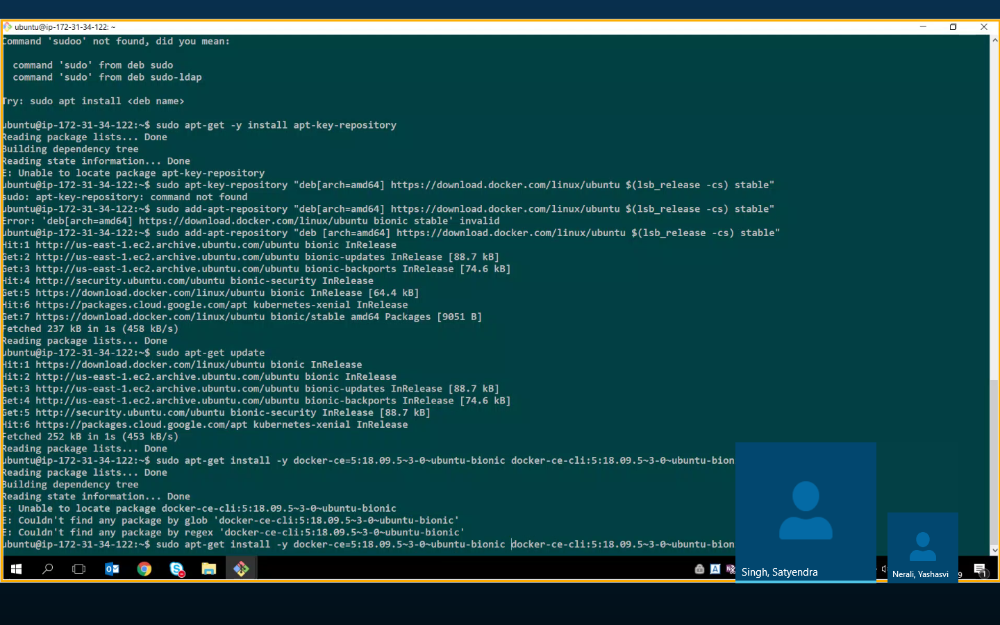 ubuntu@ip-172-31-34-122: ~
Command 'sudoo' not found, did you mean:
command 'sudo' from deb sudo
command 'sudo' from deb sudo-ldap
Try: sudo apt install <deb name>
ubuntu@ip-172-31-34-122:~$ sudo apt-get -y install apt-key-repository
Reading package lists... Done
Building dependency tree
Reading state information... Done
E: Unable to locate package apt-key-repository
ubuntu@ip-172-31-34-122:~$ sudo apt-key-repository "deb[arch=amd64] https://download.docker.com/linux/ubuntu $(lsb_release -cs) stable"
sudo: apt-key-repository: command not found
ubuntu@ip-172-31-34-122:~$ sudo add-apt-repository "deb[arch=amd64] https://download.docker.com/linux/ubuntu $(lsb_release -cs) stable"
Error: 'deb[arch=amd64] https://download.docker.com/linux/ubuntu bionic stable' invalid
ubuntu@ip-172-31-34-122:~$ sudo add-apt-repository "deb [arch=amd64] https://download.docker.com/linux/ubuntu $(lsb_release -cs) stable"
Hit:1 http://us-east-1.ec2.archive.ubuntu.com/ubuntu bionic InRelease
Get:2 http://us-east-1.ec2.archive.ubuntu.com/ubuntu bionic-updates InRelease [88.7 kB]
Get:3 http://us-east-1.ec2.archive.ubuntu.com/ubuntu bionic-backports InRelease [74.6 kB]
Hit:4 http://security.ubuntu.com/ubuntu bionic-security InRelease
Get:5 https://download.docker.com/linux/ubuntu bionic InRelease [64.4 kB]
Hit:6 https://packages.cloud.google.com/apt kubernetes-xenial InRelease
Get:7 https://download.docker.com/linux/ubuntu bionic/stable amd64 Packages [9051 B]
Fetched 237 kB in 1s (458 kB/s)
Reading package lists... Done
ubuntu@ip-172-31-34-122:~$ sudo apt-get update
Hit:1 https://download.docker.com/linux/ubuntu bionic InRelease
Hit:2 http://us-east-1.ec2.archive.ubuntu.com/ubuntu bionic InRelease
Get:3 http://us-east-1.ec2.archive.ubuntu.com/ubuntu bionic-updates InRelease [88.7 kB]
Get:4 http://us-east-1.ec2.archive.ubuntu.com/ubuntu bionic-backports InRelease [74.6 kB]
Get:5 http://security.ubuntu.com/ubuntu bionic-security InRelease [88.7 kB]
Hit:6 https://packages.cloud.google.com/apt kubernetes-xenial InRelease
Fetched 252 kB in 1s (453 kB/s)
Reading package lists... Done
ubuntu@ip-172-31-34-122:~$ sudo apt-get install -y docker-ce=5:18.09.5~3-0~ubuntu-bionic docker-ce-cli:5:18.09.5~3-0~ubuntu-bion
Reading package lists... Done
Building dependency tree
Reading state information... Done
E: Unable to locate package docker-ce-cli:5:18.09.5~3-0~ubuntu-bionic
E: Couldn't find any package by glob 'docker-ce-cli:5:18.09.5~3-0~ubuntu-bionic'
E: Couldn't find any package by regex 'docker-ce-cli:5:18.09.5~3-0~ubuntu-bionic'
ubuntu@ip-172-31-34-122:~$ sudo apt-get install -y docker-ce=5:18.09.5~3-0~ubuntu-bionic docker-ce-cli:5:18.09.5~3-0~ubuntu-bion
Singh, Satyendra
Nerali, Yashasvi
9
1